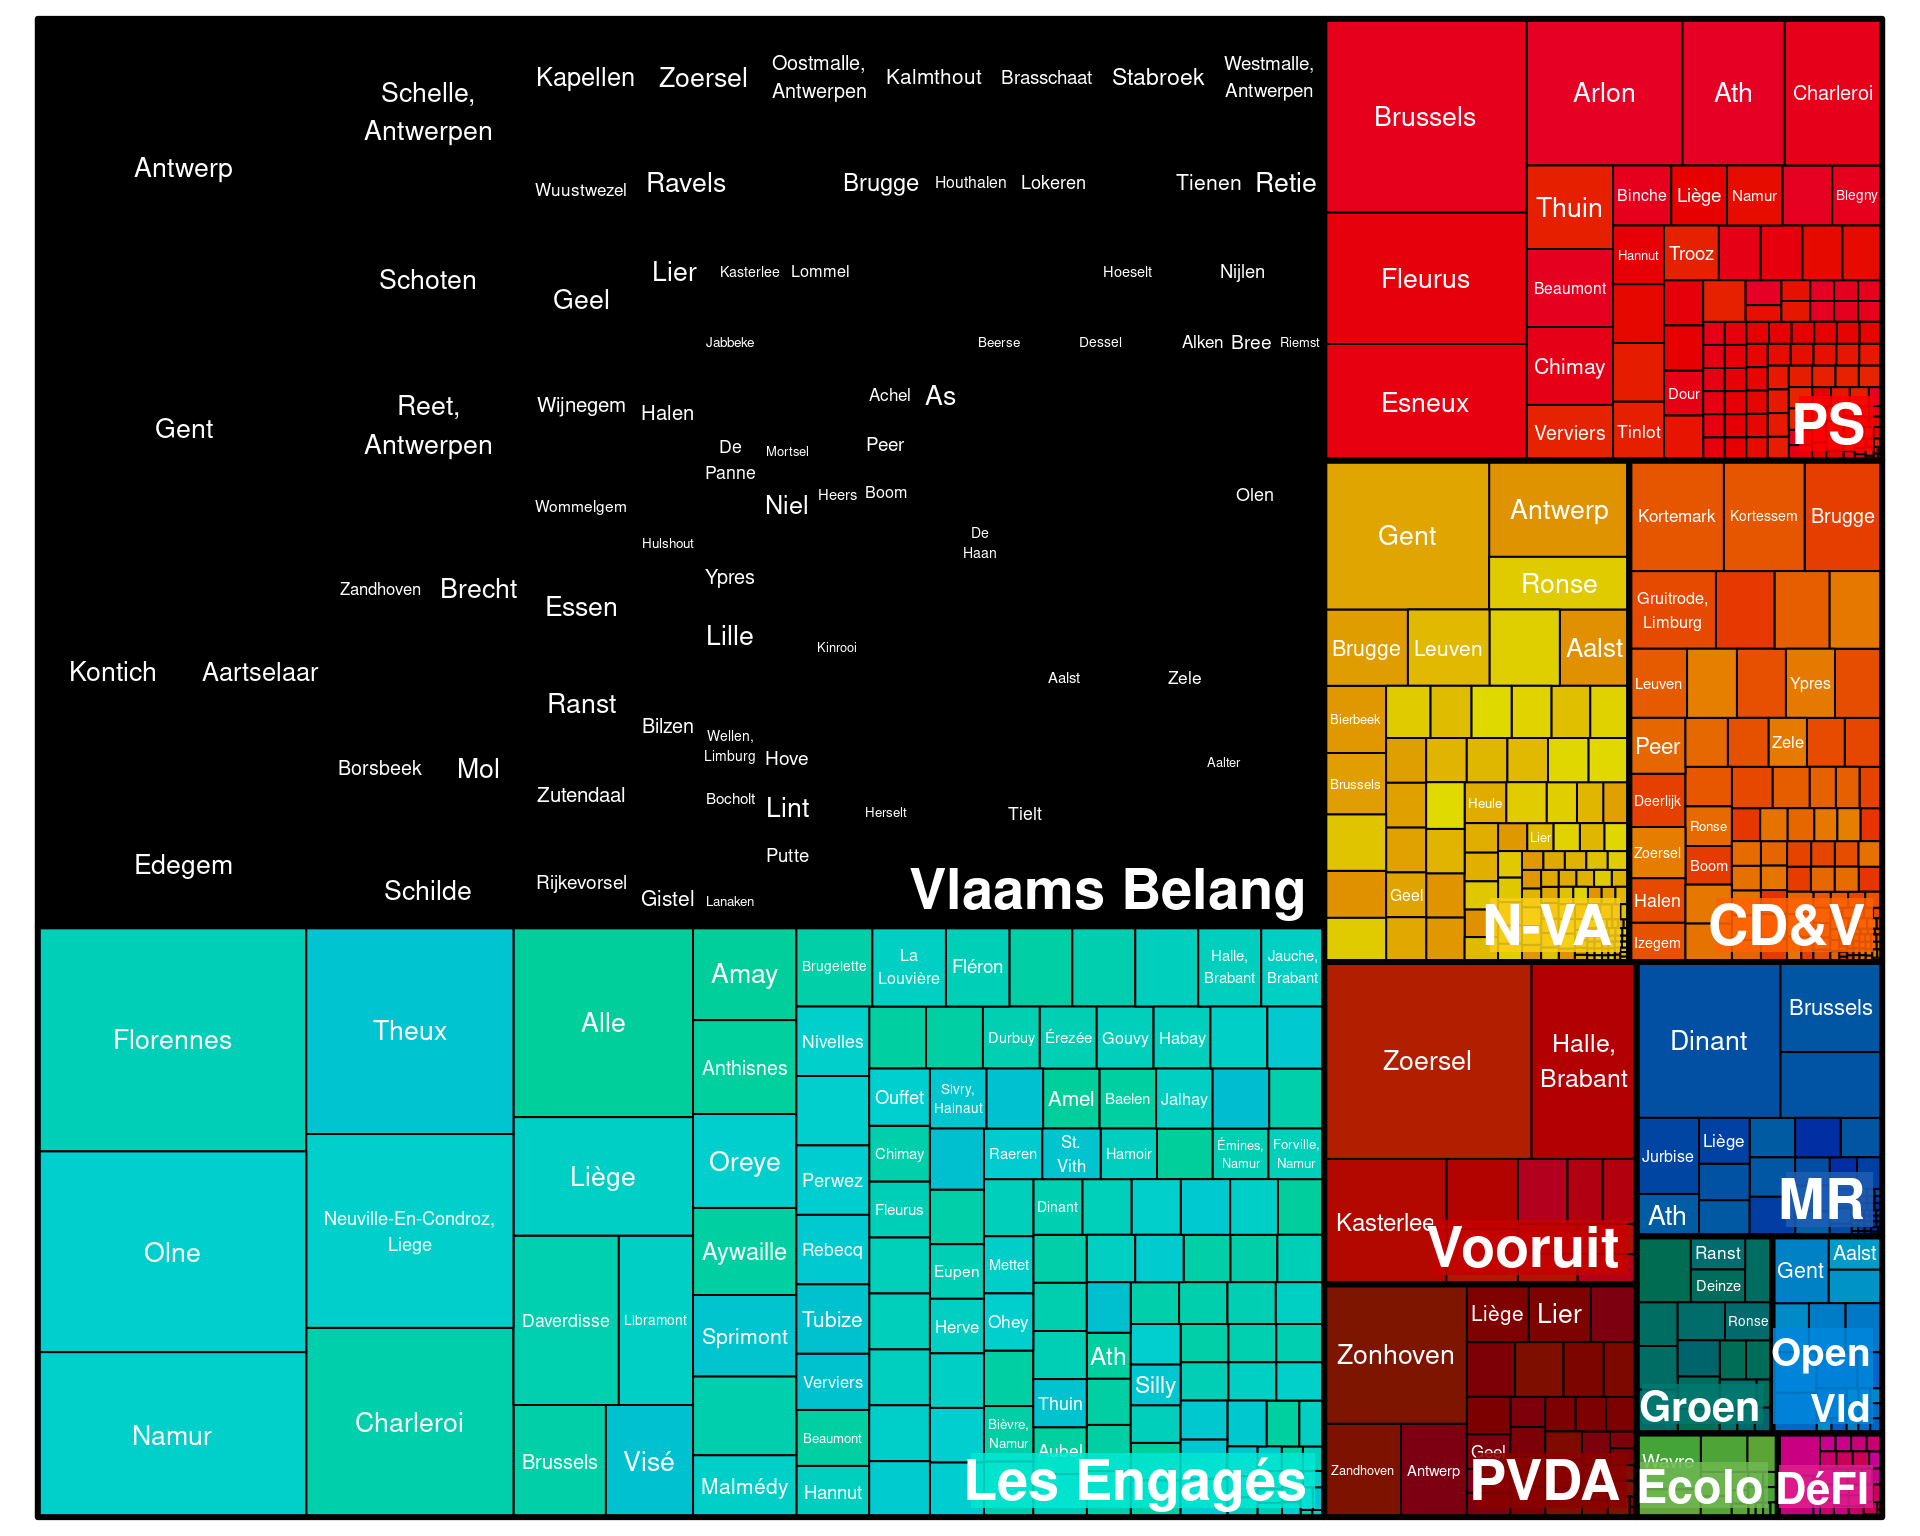 Antwerp
Gent
Kontich
Aartselaar
Edegem
Schelle,
Antwerpen
Schoten
Reet,
Antwerpen
Zandhoven
Brecht
Borsbeek
Mol
Schilde
Kapellen
Zoersel
Oostmalle,
Antwerpen
Kalmthout
Brasschaat
Stabroek
Westmalle,
Antwerpen
Wuustwezel
Ravels
Brugge
Houthalen
Lokeren
Tienen
Retie
Geel
Lier
Kasterlee
Lommel
Hoeselt
Nijlen
Jabbeke
Beerse
Dessel
Alken
Bree
Riemst
Wijnegem
Halen
Achel
As
De
Panne
Mortsel
Peer
Wommelgem
Niel
Heers
Boom
Olen
Hulshout
De
Haan
Essen
Ypres
Lille
Kinrooi
Aalst
Zele
Ranst
Bilzen
Wellen,
Limburg
Hove
Aalter
Zutendaal
Bocholt
Lint
Herselt
Tielt
Putte
Rijkevorsel
Gistel
Lanaken
Vlaams Belang
Florennes
Olne
Namur
Theux
Neuville-En-Condroz,
Liege
Charleroi
Alle
Liège
Daverdisse
Libramont
Brussels
Visé
Amay
Anthisnes
Oreye
Aywaille
Sprimont
Malmédy
Brugelette
La
Louvière
Fléron
Halle,
Brabant
Jauche,
Brabant
Nivelles
Durbuy
Érezée
Gouvy
Habay
Perwez
Rebecq
Tubize
Verviers
Beaumont
Hannut
Ouffet
Sivry,
Hainaut
Amel
Baelen
Jalhay
Chimay
Raeren
St.
Vith
Hamoir
Émines,
Namur
Forville,
Namur
Fleurus
Dinant
Eupen
Mettet
Herve
Ohey
Ath
Silly
Thuin
Bièvre,
Namur
Aubel
Les Engagés
Brussels
Fleurus
Esneux
Arlon
Ath
Charleroi
Thuin
Binche
Liège
Namur
Blegny
Beaumont
Hannut
Trooz
Chimay
Dour
Verviers
Tinlot
PS
Gent
Antwerp
Ronse
Brugge
Leuven
Aalst
Bierbeek
Brussels
Heule
Lier
Geel
N-VA
Kortemark
Kortessem
Brugge
Gruitrode,
Limburg
Leuven
Ypres
Peer
Zele
Deerlijk
Ronse
Zoersel
Boom
Halen
Izegem
CD&V
Zoersel
Halle,
Brabant
Kasterlee
Vooruit
Dinant
Brussels
Jurbise
Liège
Ath
MR
Zonhoven
Liège
Lier
Zandhoven
Antwerp
Geel
PVDA
Ranst
Deinze
Ronse
Groen
Gent
Aalst
Open
Vld
Wavre
Ecolo
DéFI